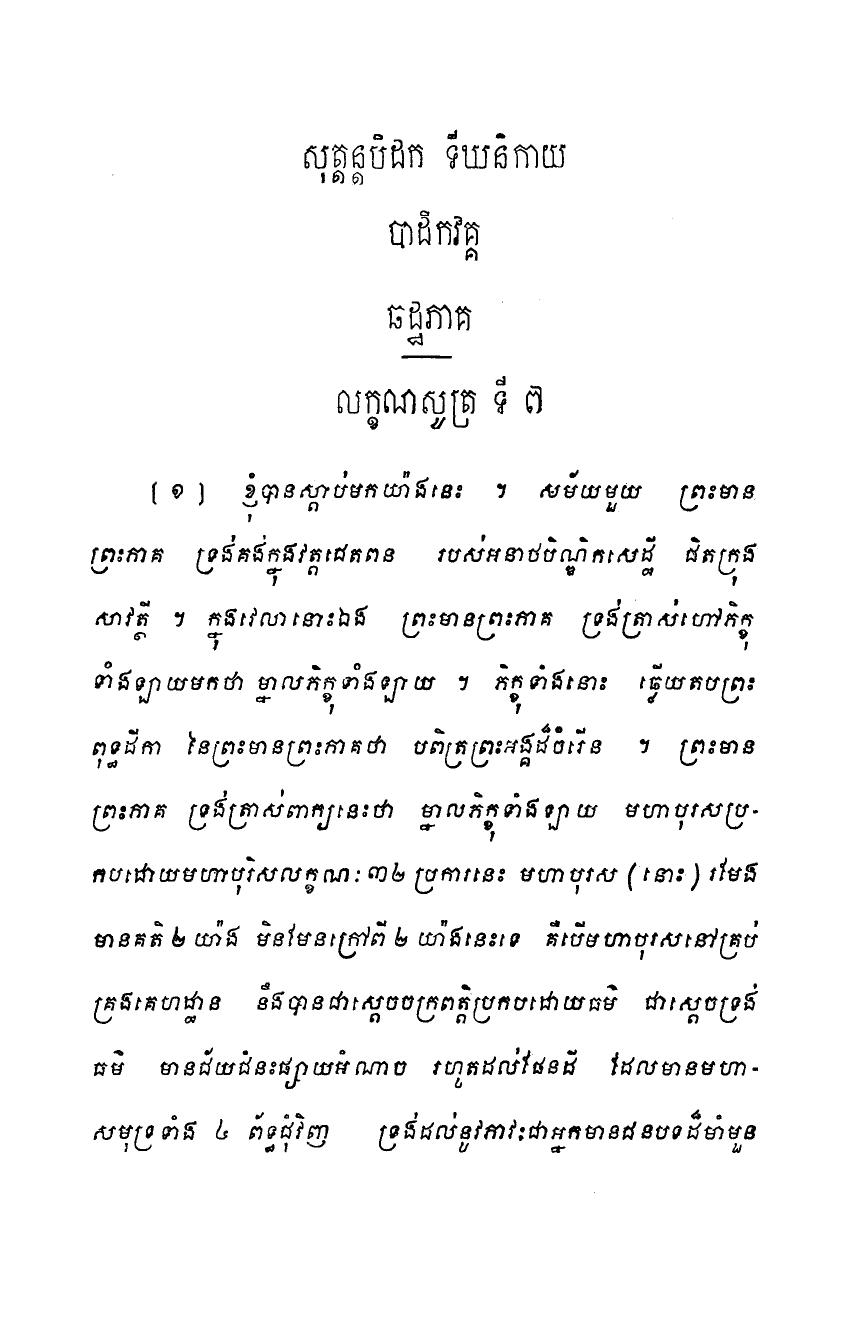 សុត្តន្តបិដក ទីឃនិកាយ
បាដិកវគ្គ
ឆដ្ឋភាគ
លក្ខណសូត្រ ទី ៧
( ១ ) ខ្ញុំបានស្តាប់មកយ៉ាងនេះ ។ សម័យមួយ ព្រះមាន
ព្រះភាគ ទ្រង់គង់ក្នុងវត្តជេតពន របស់អនាថបិណ្ឌិកសេដ្ឋី ជិតក្រុង
សាវត្ថី ។ ក្នុងវេលានោះឯង ព្រះមានព្រះភាគ ទ្រង់ត្រាស់ហៅភិក្ខុ
ទាំងឡាយមកថា ម្នាលភិក្ខុទាំងឡាយ ។ ភិក្ខុទាំងនោះ ឆ្លើយតបព្រះ
ពុទ្ធដីកា នៃព្រះមានព្រះភាគថា បពិត្រព្រះអង្គដ៏ចំរើន ។ ព្រះមាន
ព្រះភាគ ទ្រង់ត្រាស់ពាក្យនេះថា ម្នាលភិក្ខុទាំងឡាយ មហាបុរសប្រ-
កបដោយមហាបុរិសលក្ខណៈ ៣២ ប្រការនេះ មហាបុរស (នោះ) រមែង
មានគតិ ២ យ៉ាង មិនមែនក្រៅពី ២ យ៉ាងនេះទេ គឺបើមហាបុរសនៅគ្រប់
គ្រងគេហដ្ឋាន នឹងបានជាស្តេចចក្រពត្តិប្រកបដោយធម៌ ជាស្តេចទ្រង់
ធម៌ មានជ័យជំនះផ្សាយអំណាច រហូតដល់ផែនដី ដែលមានមហា-
សមុទ្រទាំង ៤ ព័ទ្ធជុំវិញ ទ្រង់ដល់នូវភាវៈជាអ្នកមានជនបទដ៏មាំមួន